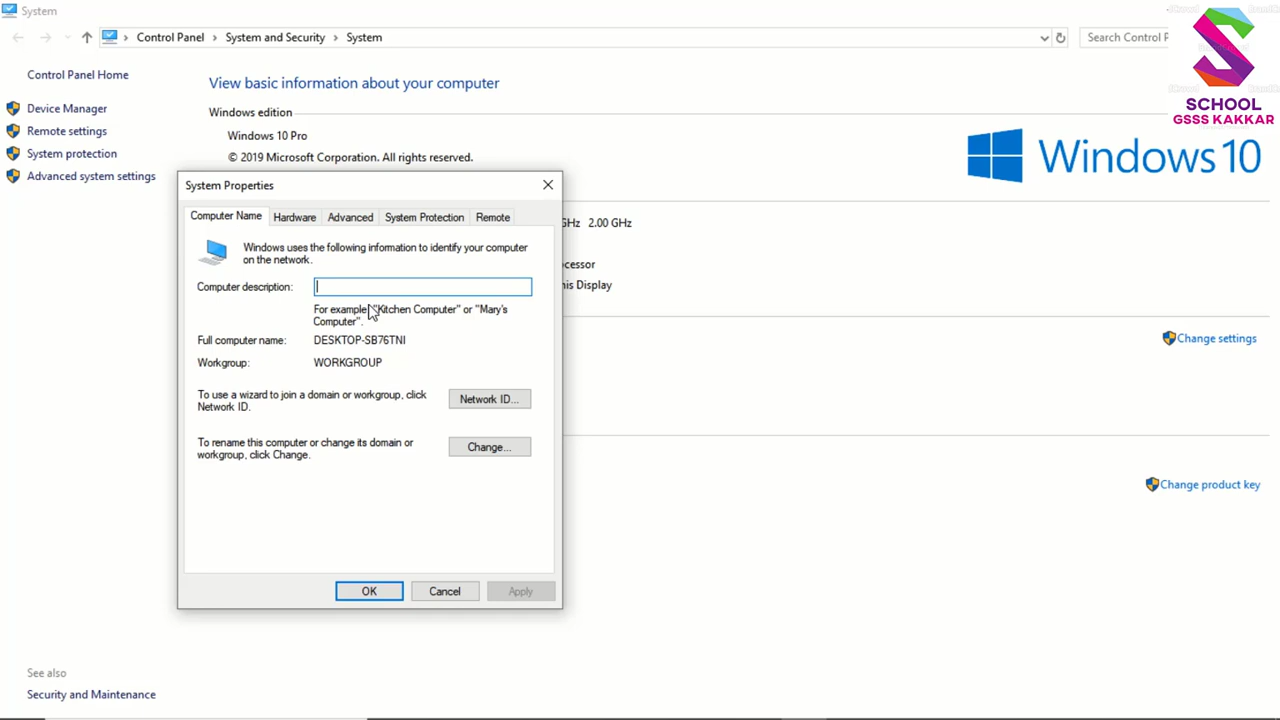 System
Control Panel
System and Security
System
Search Control P
SCHOOL
GSSS KAKKAR
Control Panel Home
Device Manager
Remote settings
System protection
Advanced system settings
View basic information about your computer
Windows edition
Windows 10 Pro
© 2019 Microsoft Corporation. All rights reserved.
Windows 10
System Properties
Computer Name
Hardware
Advanced
System Protection
Remote
Windows uses the following information to identify your computer
on the network.
Computer description:
For example: "Kitchen Computer" or "Mary's
Computer".
Full computer name:
DESKTOP-SB76TNI
Workgroup:
WORKGROUP
To use a wizard to join a domain or workgroup, click
Network ID.
Network ID...
To rename this computer or change its domain or
workgroup, click Change.
Change...
OK
Cancel
Apply
GHz 2.00 GHz
ocessor
his Display
Change settings
Change product key
See also
Security and Maintenance